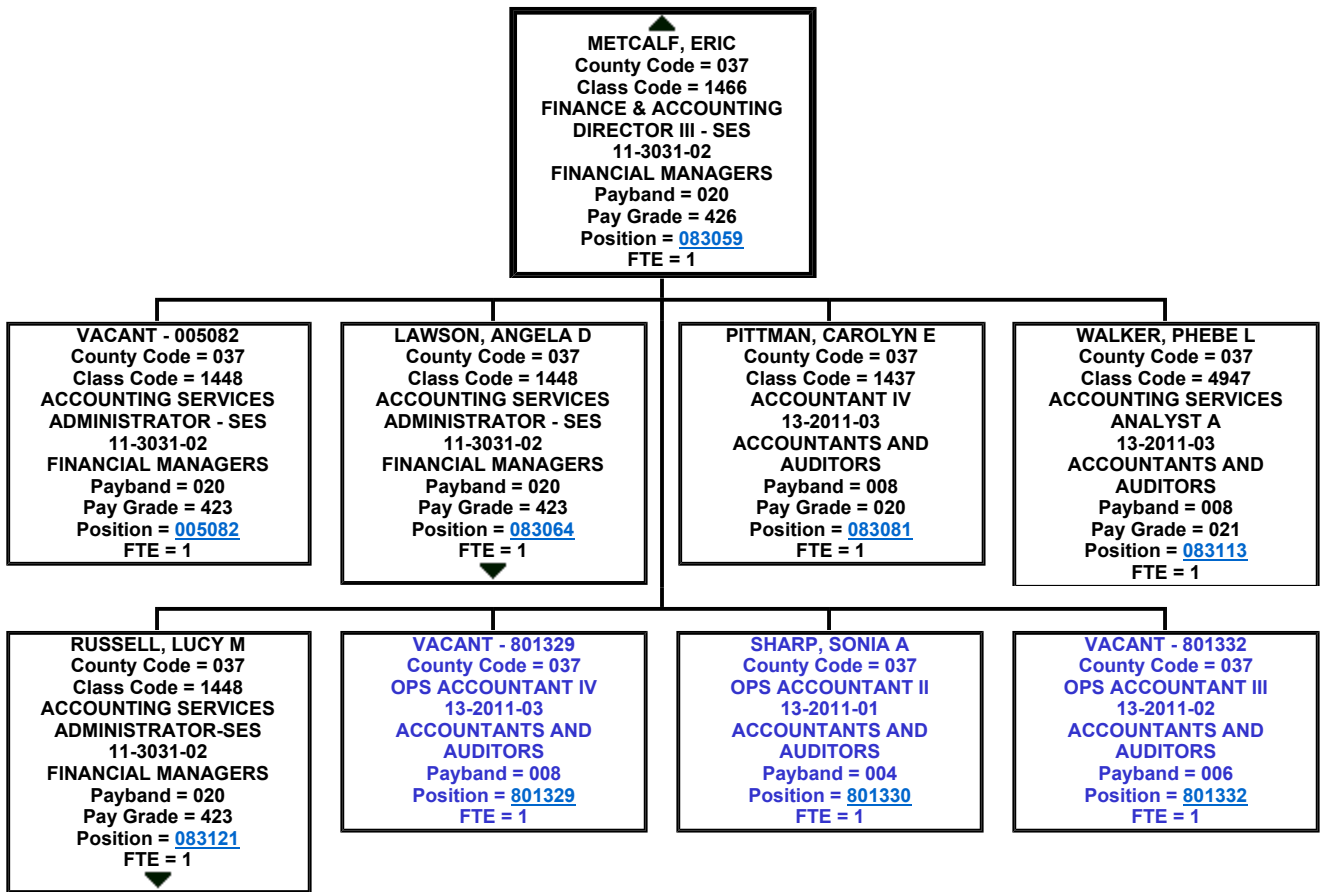 METCALF, ERIC
County Code = 037
Class Code = 1466
FINANCE & ACCOUNTING
DIRECTOR III - SES
11-3031-02
FINANCIAL MANAGERS
Payband = 020
Pay Grade = 426
Position = 083059
FTE = 1
VACANT - 005082
County Code = 037
Class Code = 1448
ACCOUNTING SERVICES
ADMINISTRATOR - SES
11-3031-02
FINANCIAL MANAGERS
Payband = 020
Pay Grade = 423
Position = 005082
FTE = 1
LAWSON, ANGELA D
County Code = 037
Class Code = 1448
ACCOUNTING SERVICES
ADMINISTRATOR - SES
11-3031-02
FINANCIAL MANAGERS
Payband = 020
Pay Grade = 423
Position = 083064
FTE = 1
PITTMAN, CAROLYN E
County Code = 037
Class Code = 1437
ACCOUNTANT IV
13-2011-03
ACCOUNTANTS AND
AUDITORS
Payband = 008
Pay Grade = 020
Position = 083081
FTE = 1
WALKER, PHEBE L
County Code = 037
Class Code = 4947
ACCOUNTING SERVICES
ANALYST A
13-2011-03
ACCOUNTANTS AND
AUDITORS
Payband = 008
Pay Grade = 021
Position = 083113
FTE = 1
RUSSELL, LUCY M
County Code = 037
Class Code = 1448
ACCOUNTING SERVICES
ADMINISTRATOR-SES
11-3031-02
FINANCIAL MANAGERS
Payband = 020
Pay Grade = 423
Position = 083121
FTE = 1
VACANT - 801329
County Code = 037
OPS ACCOUNTANT IV
13-2011-03
ACCOUNTANTS AND
AUDITORS
Payband = 008
Position = 801329
FTE = 1
SHARP, SONIA A
County Code = 037
OPS ACCOUNTANT II
13-2011-01
ACCOUNTANTS AND
AUDITORS
Payband = 004
Position = 801330
FTE = 1
VACANT - 801332
County Code = 037
OPS ACCOUNTANT III
13-2011-02
ACCOUNTANTS AND
AUDITORS
Payband = 006
Position = 801332
FTE = 1